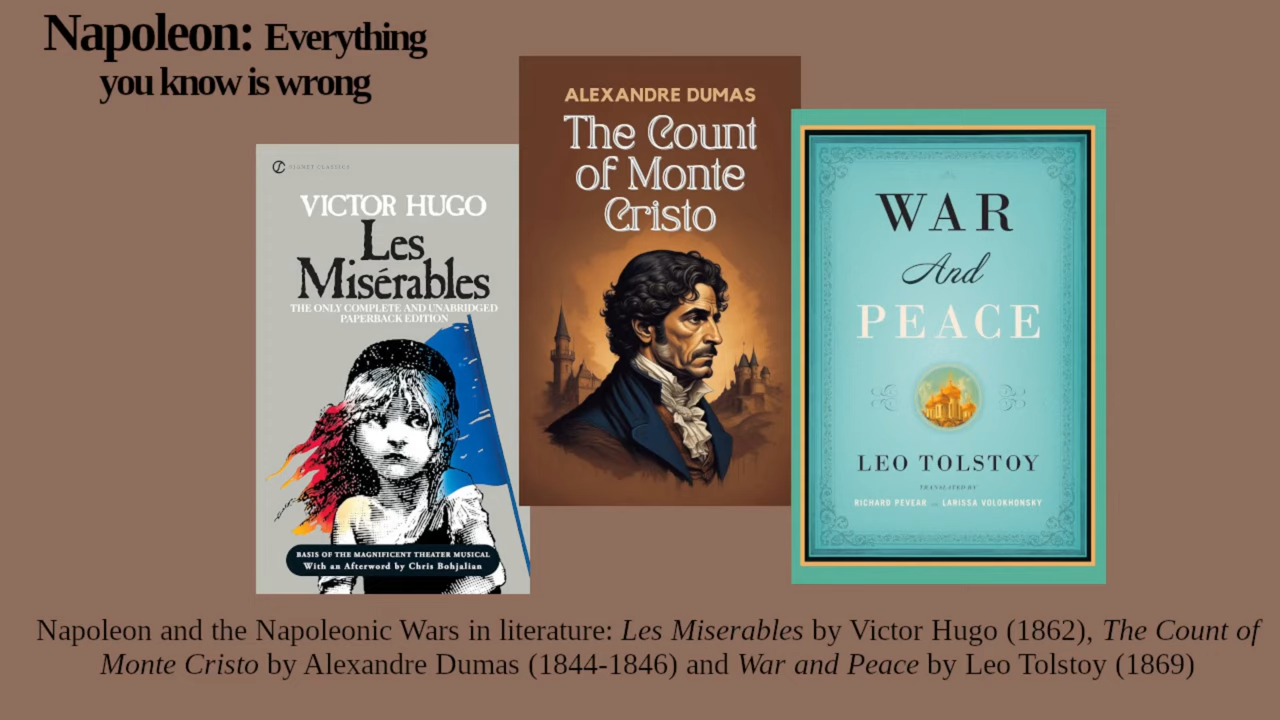 Napoleon: Everything
you know is wrong
SIGNET CLASSICS
VICTOR HUGO
Les
Misérables
THE ONLY COMPLETE AND UNABRIDGED
PAPERBACK EDITION
BASIS OF THE MAGNIFICENT THEATER MUSICAL
With an Afterword by Chris Bohjalian
ALEXANDRE DUMAS
The Count
of Monte
Cristo
WAR
And
PEACE
LEO TOLSTOY
TRANSLATED BY
RICHARD PEVEAR LARISSA VOLOKHONSKY
Napoleon and the Napoleonic Wars in literature: Les Miserables by Victor Hugo (1862), The Count of
Monte Cristo by Alexandre Dumas (1844-1846) and War and Peace by Leo Tolstoy (1869)